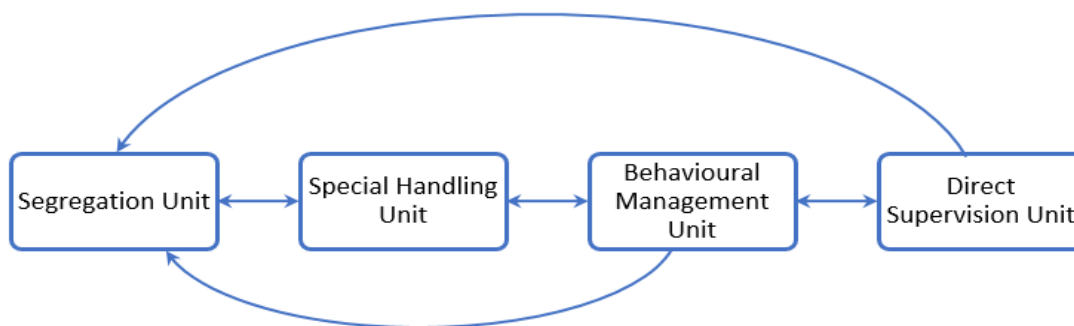 Segregation Unit
Special Handling
Unit
Behavioural
Management
Unit
Direct
Supervision Unit